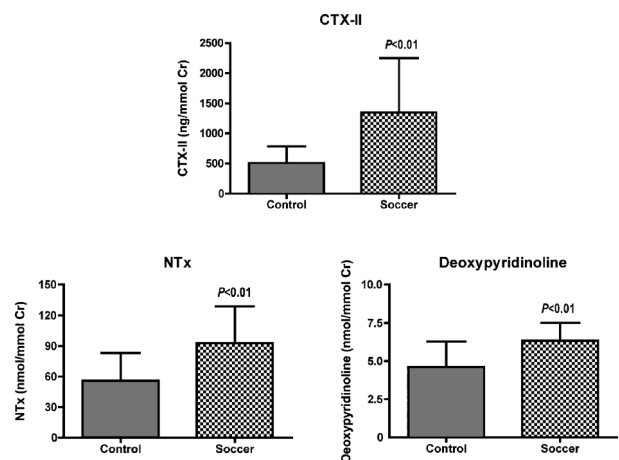 CTX-II
CTX-II (ng/mmol Cr)
2500
2000
1500
1000
500
0
P<0.01
Control
Soccer
NTx
NTx (nmol/mmol Cr)
150
120
90
60
30
0
P<0.01
Control
Soccer
Deoxypyridinoline
Deoxypyridinoline (nmol/mmol Cr)
10.0
7.5
5.0
2.5
0.0
P<0.01
Control
Soccer